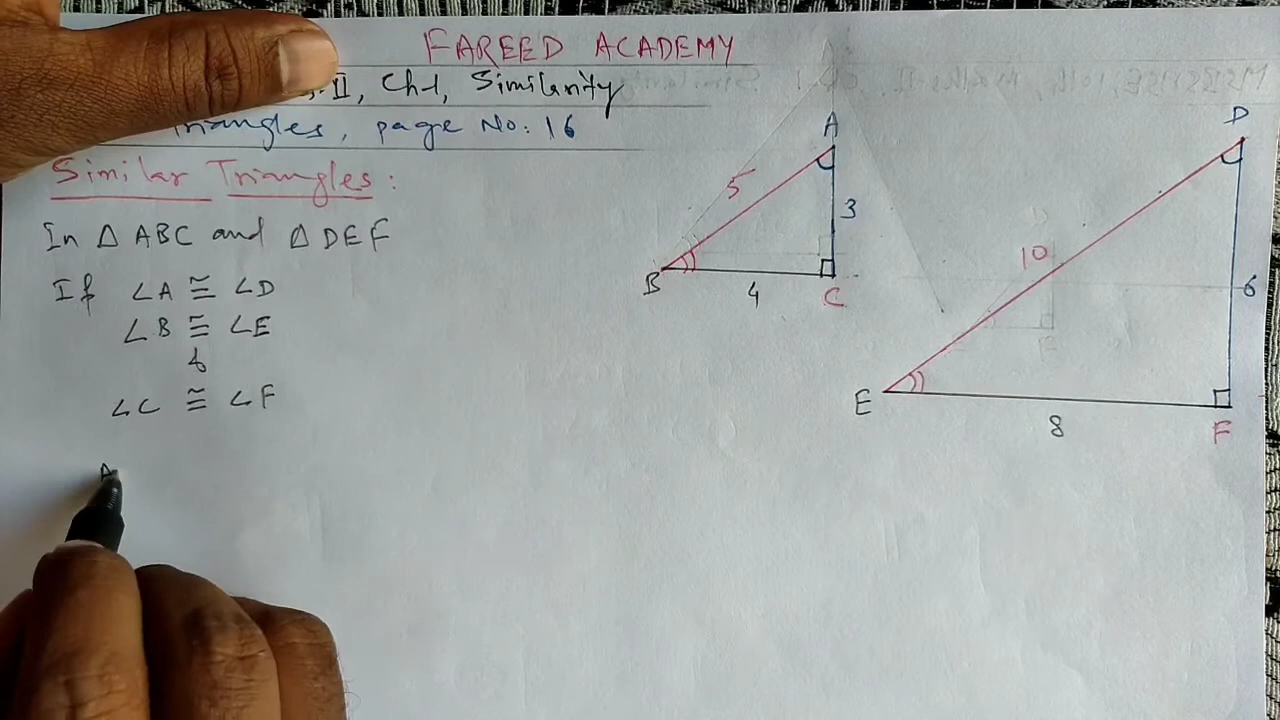 FAREED ACADEMY
II, Ch-1, Similarity
Triangles, page No: 16
Similar Triangles:
In △ ABC and △ DEF
If ∠A ≅ ∠D
∠B ≅ ∠E
&
∠C ≅ ∠F
A
5
3
B
4
C
D
10
6
E
8
F